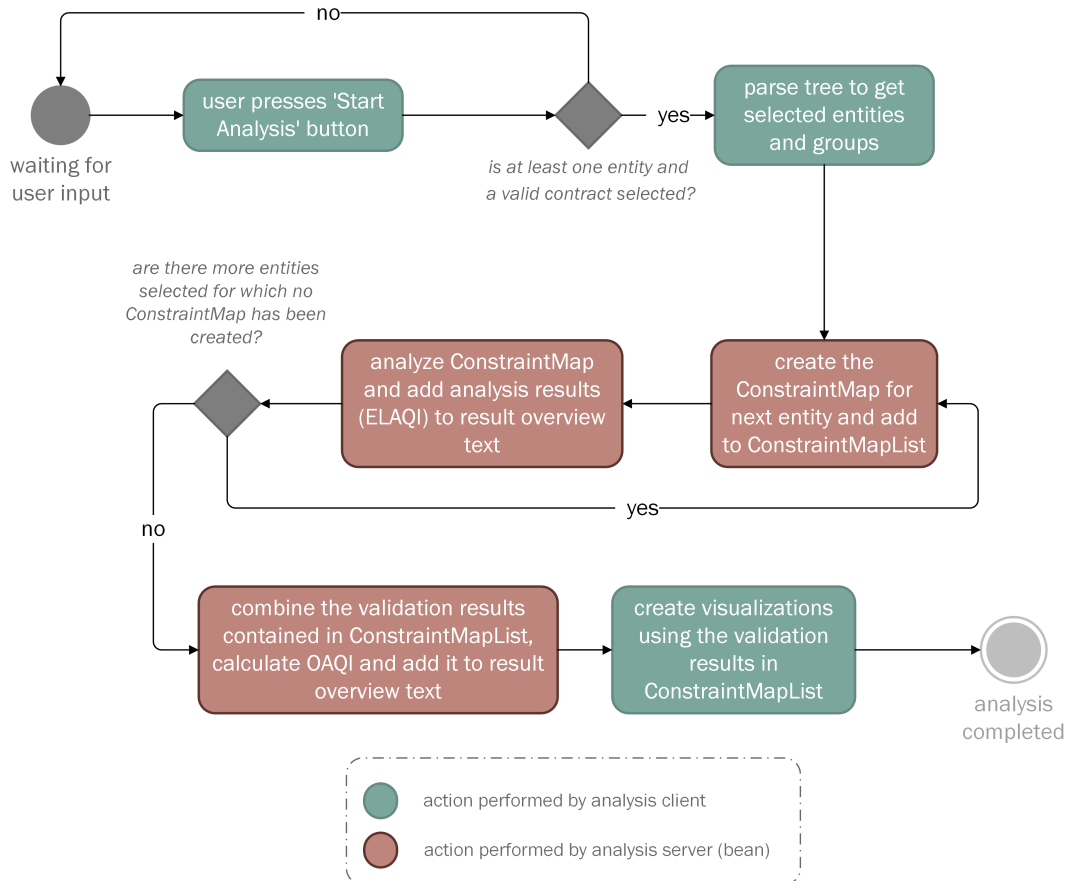 no
user presses 'Start
Analysis' button
yes
parse tree to get
selected entities
and groups
waiting for
user input
is at least one entity and
a valid contract selected?
are there more entities
selected for which no
ConstraintMap has been
created?
analyze ConstraintMap
and add analysis results
(ELAQI) to result overview
text
create the
ConstraintMap for
next entity and add
to ConstraintMapList
yes
no
combine the validation results
contained in ConstraintMapList,
calculate OAQI and add it to result
overview text
create visualizations
using the validation
results in
ConstraintMapList
analysis
completed
action performed by analysis client
action performed by analysis server (bean)